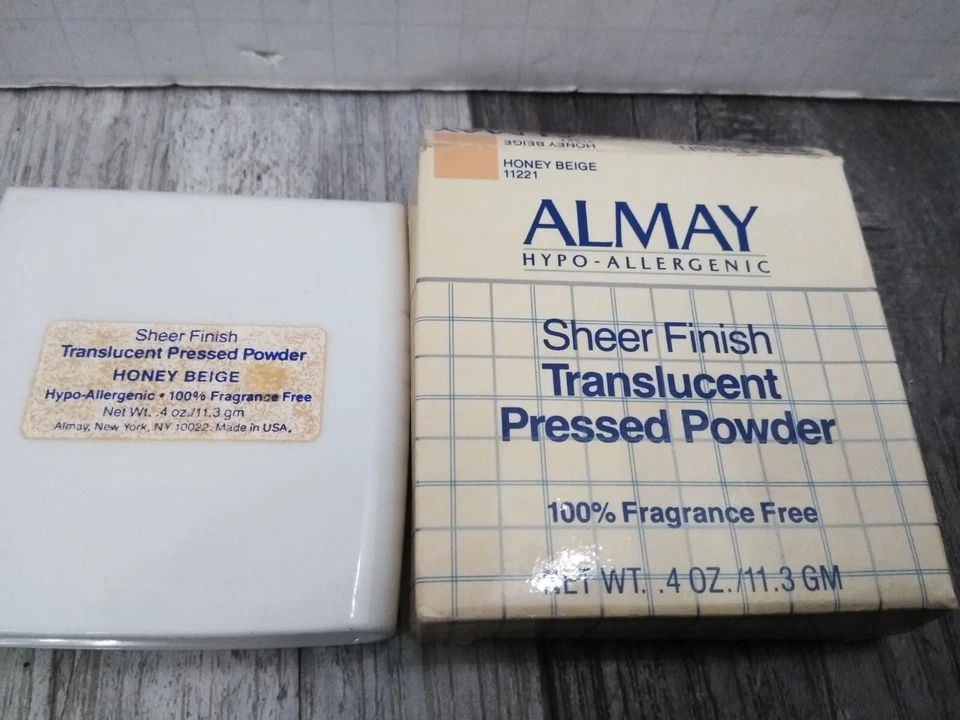 Sheer Finish
Translucent Pressed Powder
HONEY BEIGE
Hypo-Allergenic • 100% Fragrance Free
Net Wt. .4 oz./11.3 gm
Almay, New York, NY 10022. Made in USA.
HONEY BEIGE
HONEY BEIGE
11221
ALMAY
HYPO-ALLERGENIC
Sheer Finish
Translucent
Pressed Powder
100% Fragrance Free
NET WT. .4 OZ./11.3 GM